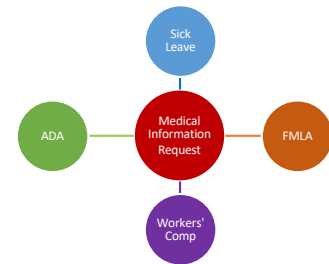 Sick
Leave
ADA
Medical
Information
Request
FMLA
Workers'
Comp